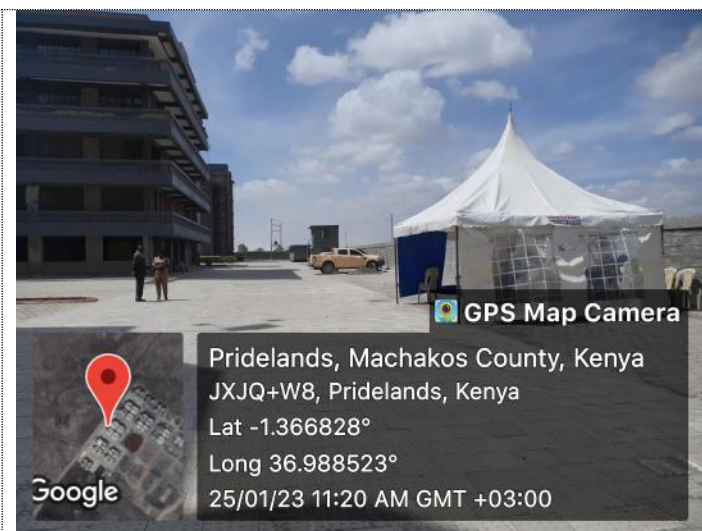 GPS Map Camera
Pridelands, Machakos County, Kenya
JXJQ+W8, Pridelands, Kenya
Lat -1.366828°
Long 36.988523°
25/01/23 11:20 AM GMT +03:00
Google